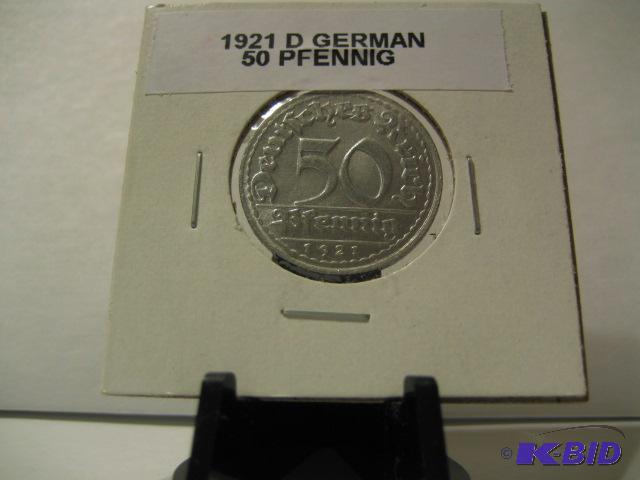 1921 D GERMAN
50 PFENNIG
Deutsches Reich
50
Pfennig
1921
© K-BID